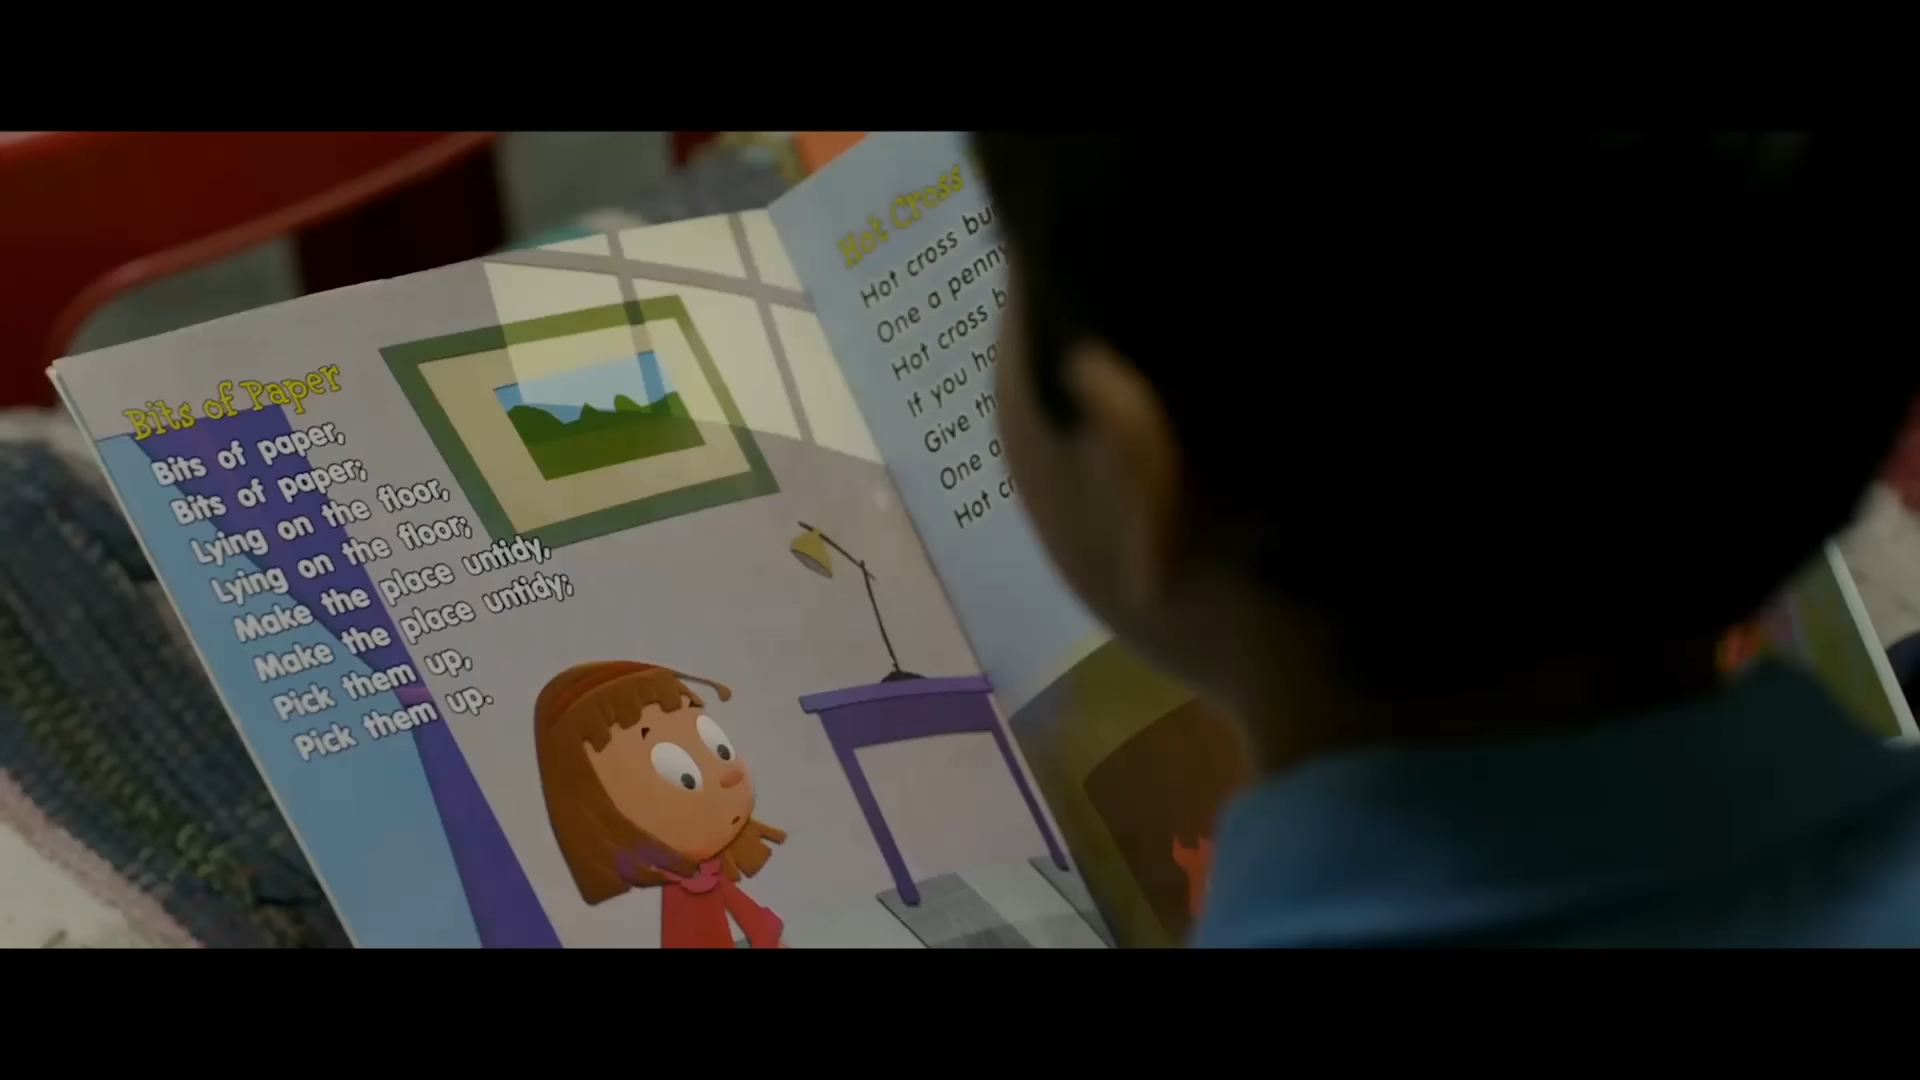 Bits of Paper
Bits of paper,
Bits of paper;
Lying on the floor,
Lying on the floor;
Make the place untidy,
Make the place untidy;
Pick them up,
Pick them up.
Hot Cross
Hot cross
One a penny
Hot cross
If you
Give
One a
Hot